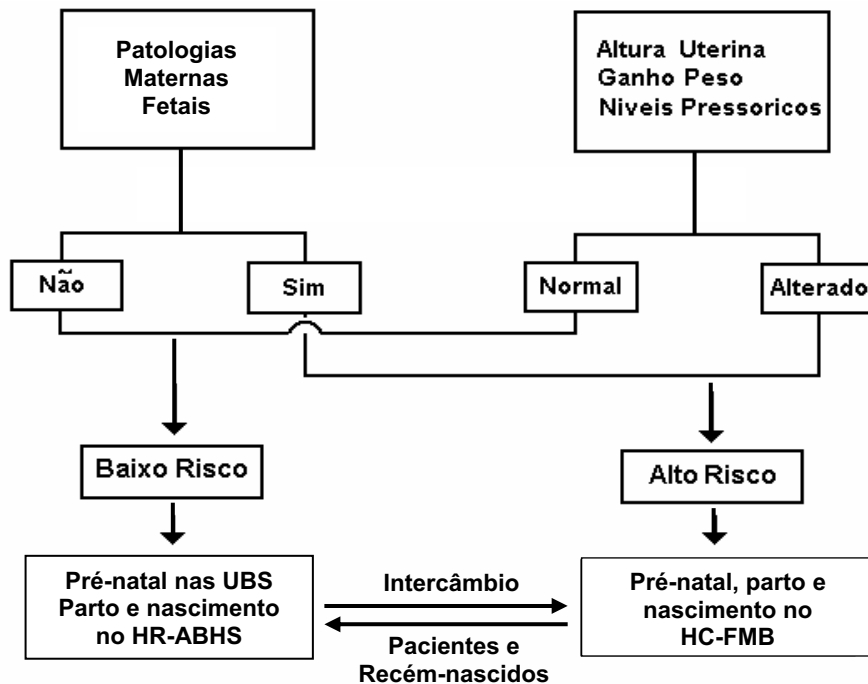 Patologias
Maternas
Fetais
Altura Uterina
Ganho Peso
Niveis Pressoricos
Não
Sim
Normal
Alterado
Baixo Risco
Alto Risco
Pré-natal nas UBS
Parto e nascimento
no HR-ABHS
Intercâmbio
Pacientes e
Recém-nascidos
Pré-natal, parto e
nascimento no
HC-FMB